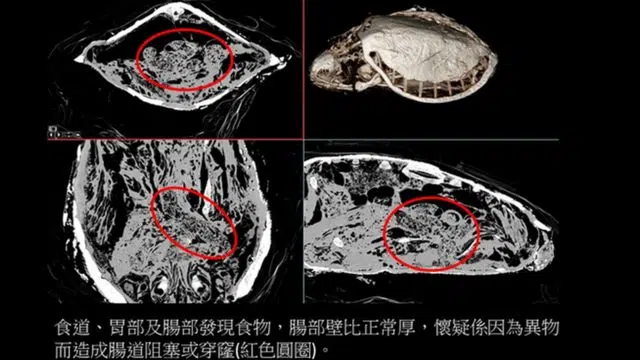 食道、胃部及腸部發現食物，腸部壁比正常厚，懷疑係因為異物
而造成腸道阻塞或穿窿(紅色圓圈)。